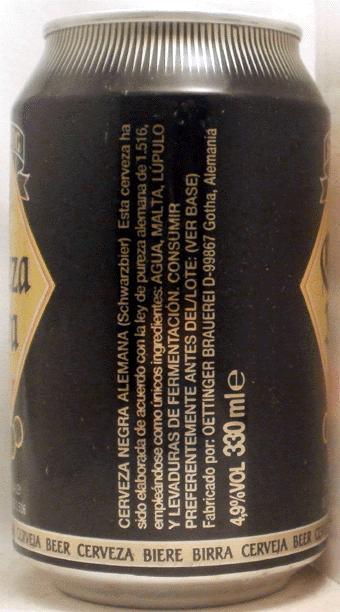 CERVEZA NEGRA ALEMANA (Schwarzbier) Esta cerveza ha
sido elaborada de acuerdo con la ley de pureza alemana de 1.516,
empleándose como únicos ingredientes: AGUA, MALTA, LÚPULO
Y LEVADURAS DE FERMENTACIÓN. CONSUMIR
PREFERENTEMENTE ANTES DEL/LOTE: (VER BASE)
Fabricado por: OETTINGER BRAUEREI D-99867 Gotha, Alemania
4,9%VOL 330 ml e
CERVEJA BEER CERVEZA BIERE BIRRA CERVEJA BEER